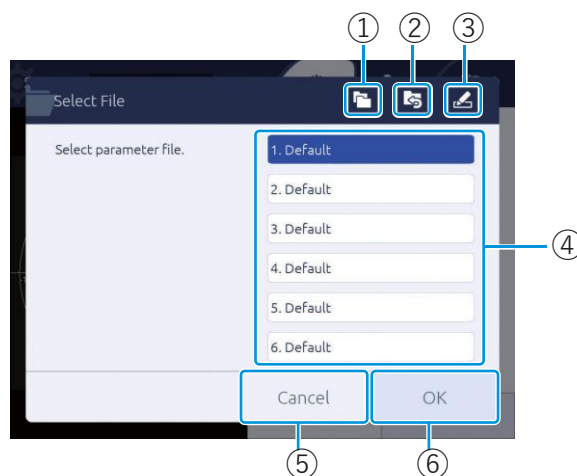 ① ② ③
Select File
Select parameter file.
1. Default
2. Default
3. Default
4. Default
5. Default
6. Default
④
Cancel
OK
⑤ ⑥